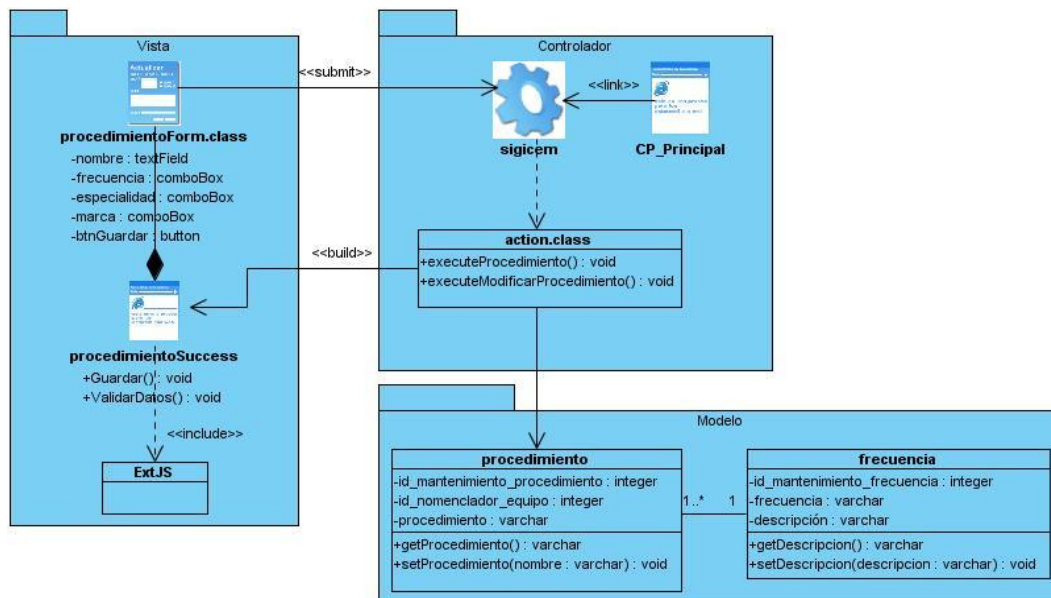 Vista
Actualizar
procedimientoForm.class
-nombre : textField
-frecuencia : comboBox
-especialidad : comboBox
-marca : comboBox
-btnGuardar : button
procedimientoSuccess
+Guardar() : void
+ValidarDatos() : void
<<include>>
ExtJS
<<submit>>
<<build>>
Controlador
<<link>>
sigicem
CP_Principal
action.class
+executeProcedimiento() : void
+executeModificarProcedimiento() : void
Modelo
procedimiento
-id_mantenimiento_procedimiento : integer
-id_nomenclador_equipo : integer
-procedimiento : varchar
+getProcedimiento() : varchar
+setProcedimiento(nombre : varchar) : void
1..*
1
frecuencia
-id_mantenimiento_frecuencia : integer
-frecuencia : varchar
-descripción : varchar
+getDescripcion() : varchar
+setDescripcion(descripcion : varchar) : void